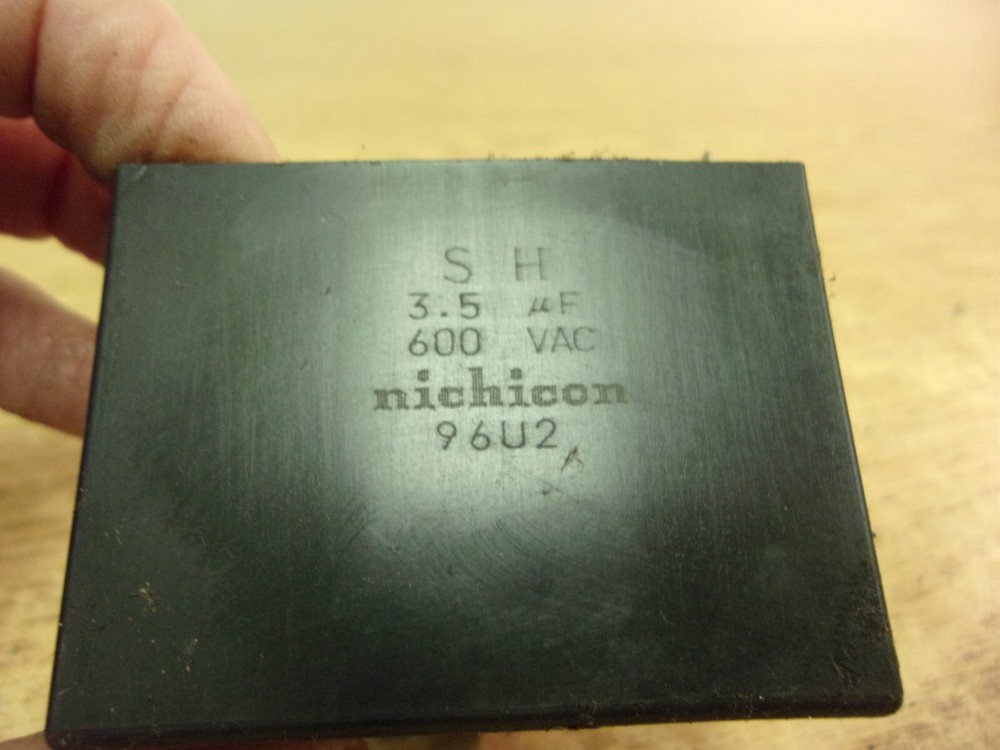 S H
3.5 µF
600 VAC
nichicon
96U2